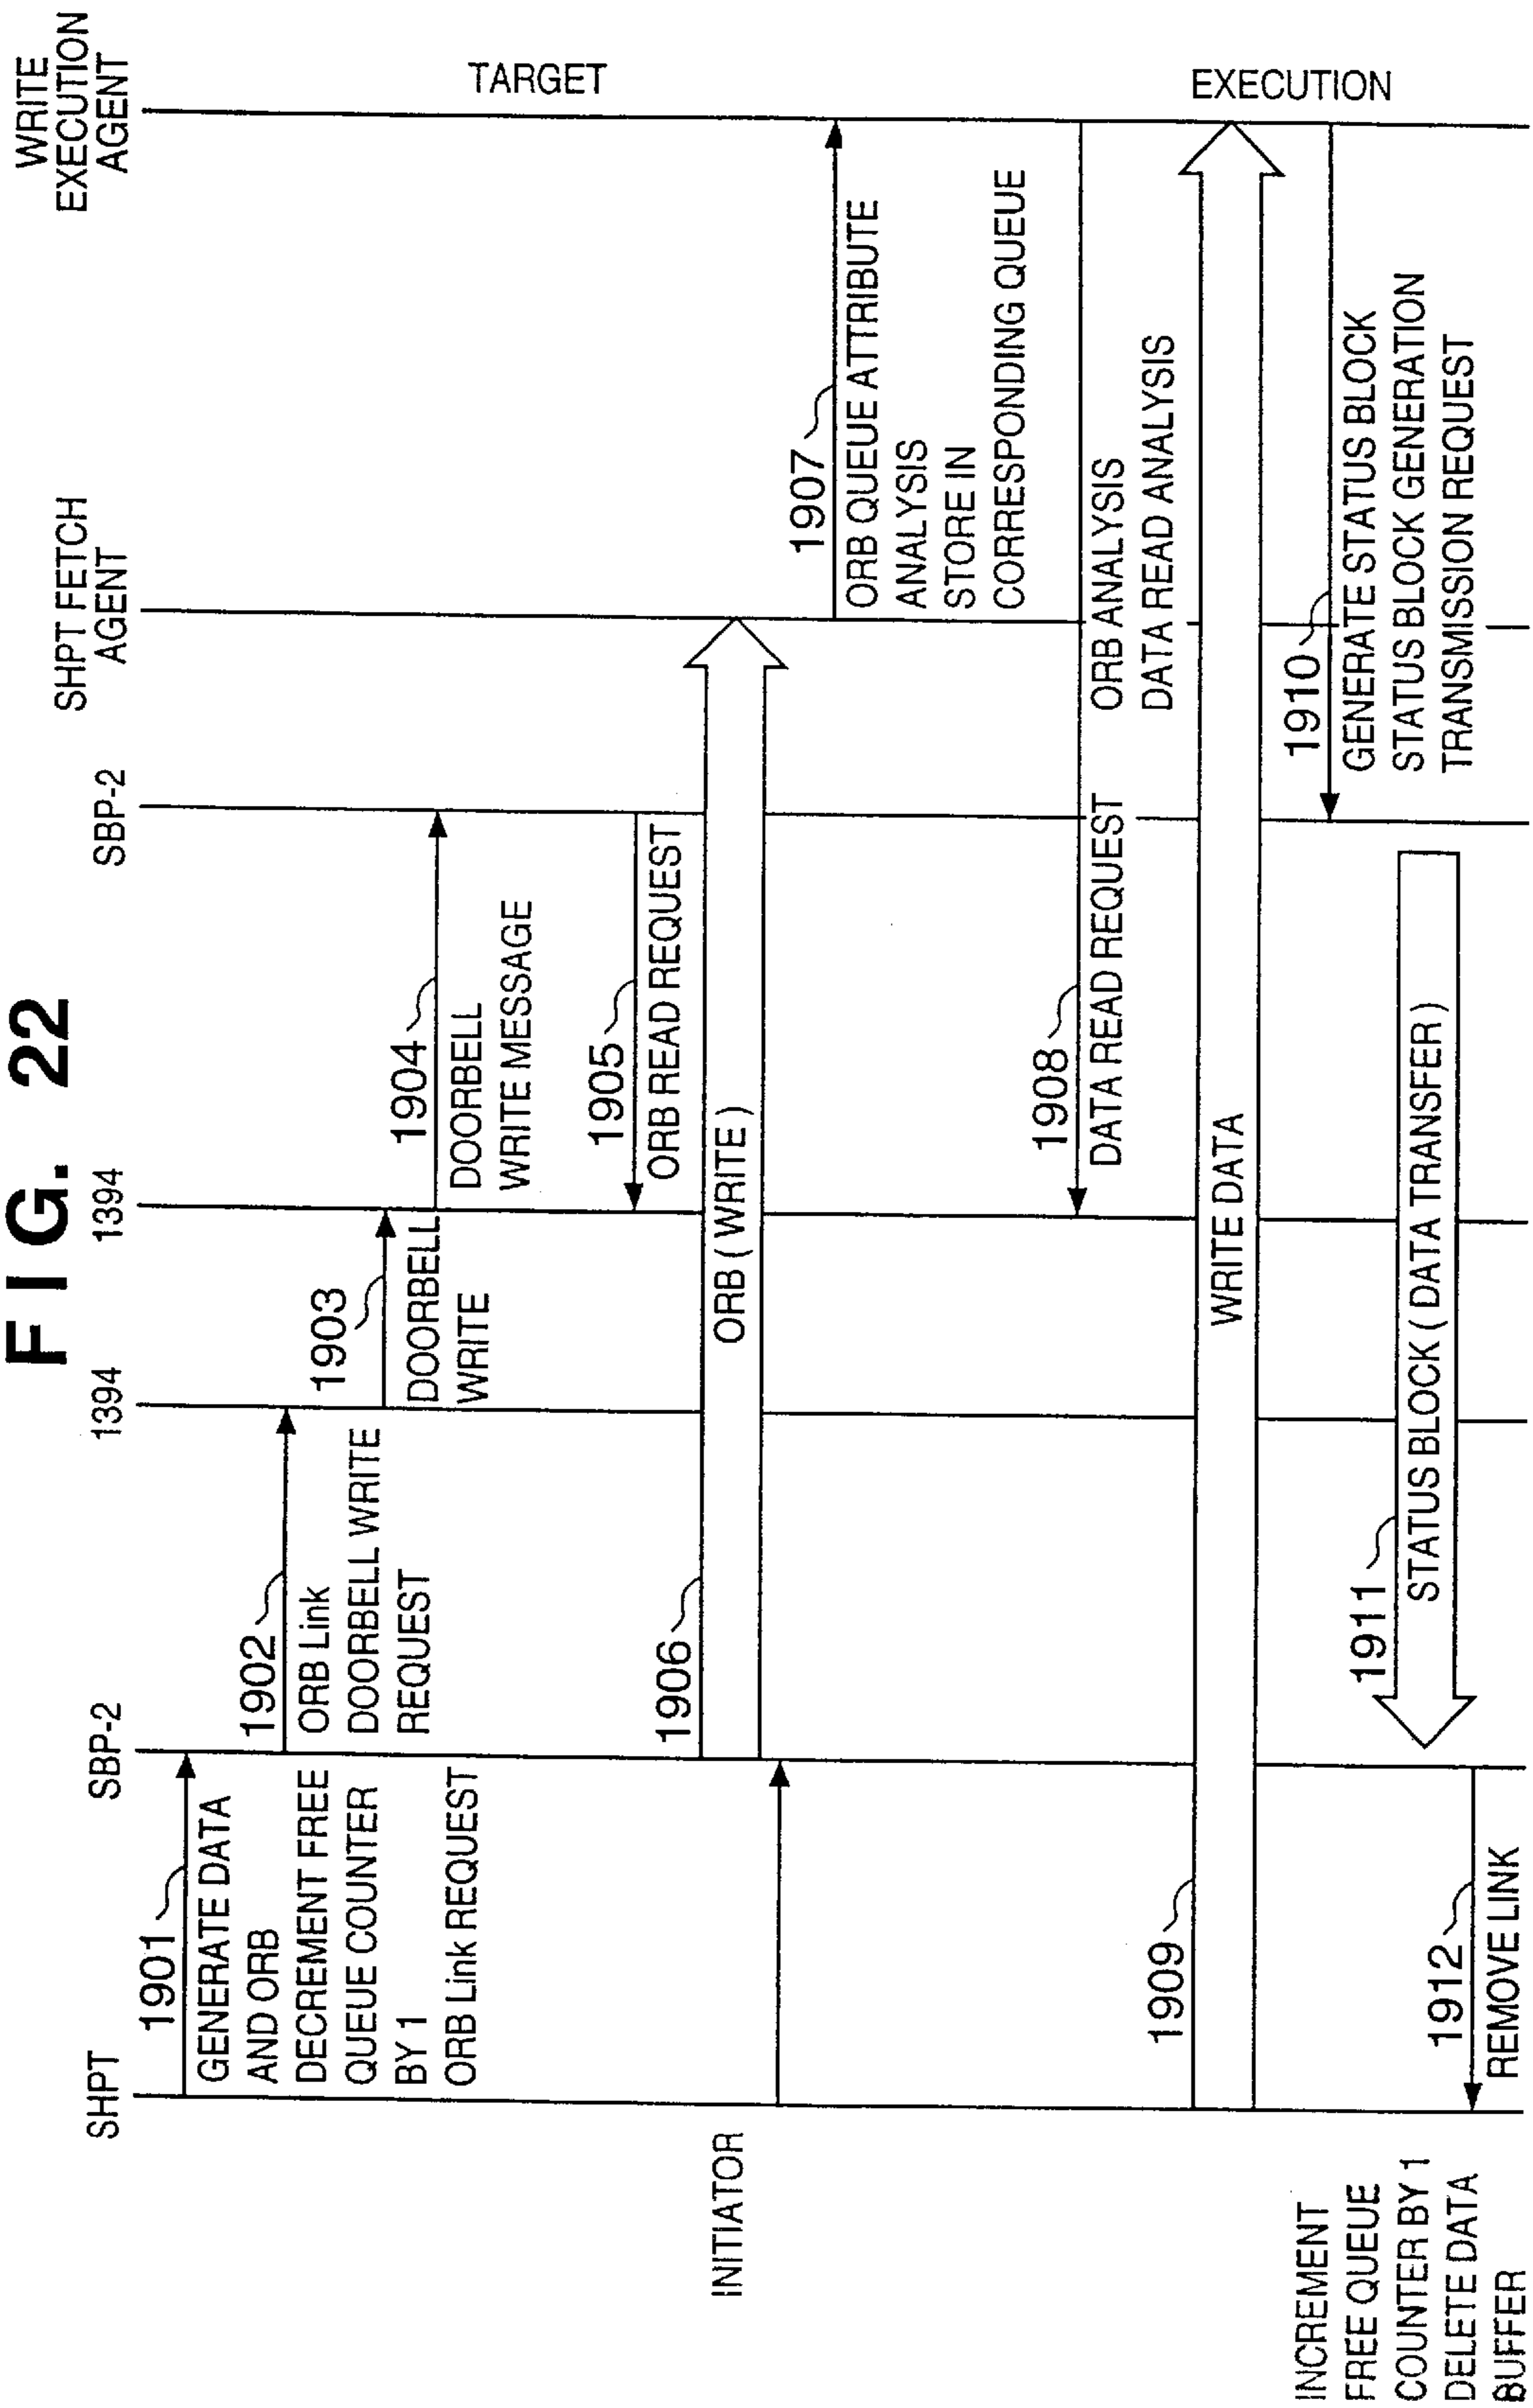 FIG. 22
SHPT
SBP-2
1394
1394
SBP-2
SHPT FETCH
AGENT
WRITE
EXECUTION
AGENT
INITIATOR
TARGET
1901
GENERATE DATA
AND ORB
DECREMENT FREE
QUEUE COUNTER
BY 1
ORB Link REQUEST
1902
ORB Link
DOORBELL WRITE
REQUEST
1903
DOORBELL
WRITE
1904
DOORBELL
WRITE MESSAGE
1905
ORB READ REQUEST
1906
ORB ( WRITE )
1907
ORB QUEUE ATTRIBUTE
ANALYSIS
STORE IN
CORRESPONDING QUEUE
1908
DATA READ REQUEST
ORB ANALYSIS
DATA READ ANALYSIS
1909
WRITE DATA
EXECUTION
1910
GENERATE STATUS BLOCK
STATUS BLOCK GENERATION
TRANSMISSION REQUEST
1911
STATUS BLOCK ( DATA TRANSFER )
1912
REMOVE LINK
INCREMENT
FREE QUEUE
COUNTER BY 1
DELETE DATA
BUFFER